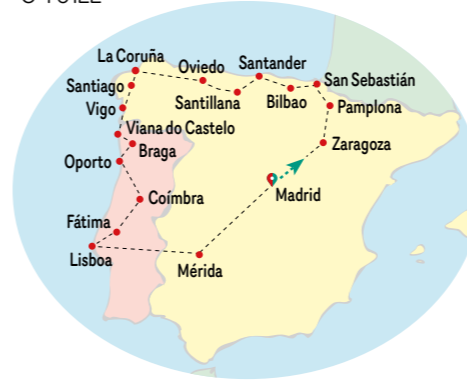 La Coruña
Oviedo
Santander
San Sebastián
Santiago
Santillana
Bilbao
Pamplona
Vigo
Viana do Castelo
Braga
Zaragoza
Oporto
Madrid
Coímbra
Fátima
Lisboa
Mérida